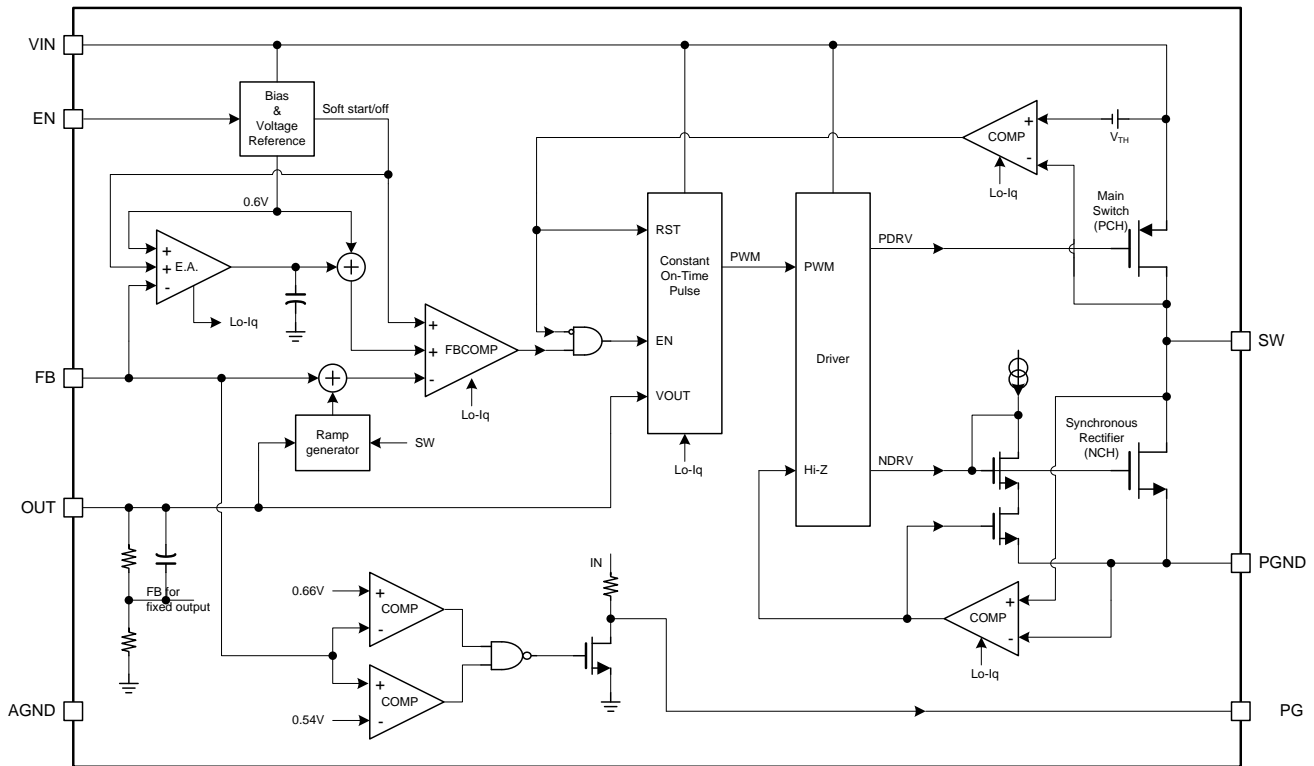 VIN
EN
Bias
&
Voltage
Reference
Soft start/off
0.6V
+
+
E.A.
-
Lo-Iq
+
+
+
FBCOMP
-
Lo-Iq
FB
+
Ramp
generator
SW
OUT
FB for
fixed output
AGND
0.66V
+
COMP
-
+
COMP
0.54V
-
IN
RST
Constant
On-Time
Pulse
EN
VOUT
Lo-Iq
PWM
PWM
Driver
Hi-Z
PDRV
NDRV
+
COMP
-
Lo-Iq
VTH
Main
Switch
(PCH)
SW
Synchronous
Rectifier
(NCH)
PGND
+
COMP
-
Lo-Iq
PG